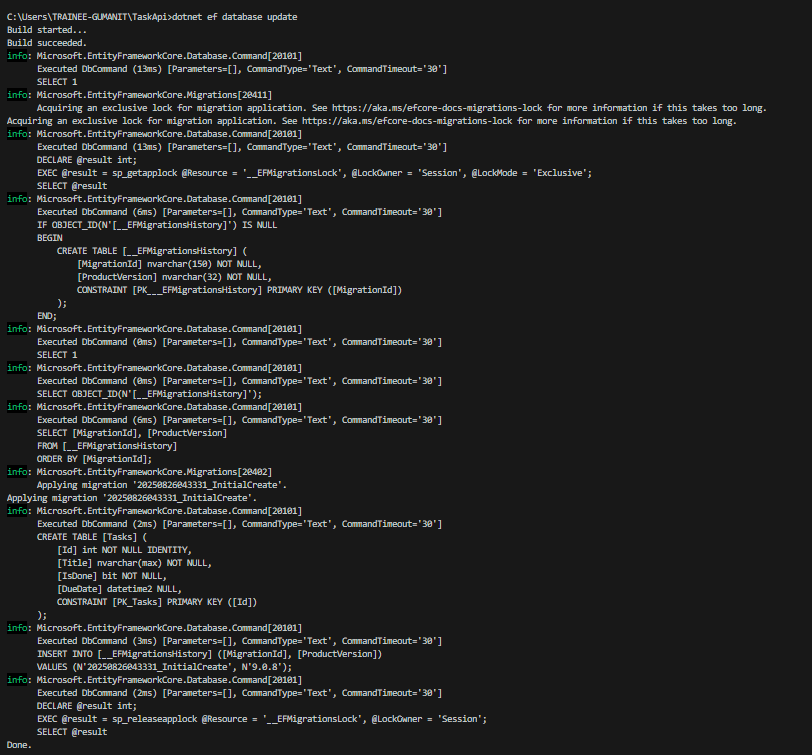 C:\Users\TRAINEE-GUMANIT\TaskApi>dotnet ef database update
Build started...
Build succeeded.
info: Microsoft.EntityFrameworkCore.Database.Command[20101]
      Executed DbCommand (13ms) [Parameters=[], CommandType='Text', CommandTimeout='30']
      SELECT 1
info: Microsoft.EntityFrameworkCore.Migrations[20411]
      Acquiring an exclusive lock for migration application. See https://aka.ms/efcore-docs-migrations-lock for more information if this takes too long.
Acquiring an exclusive lock for migration application. See https://aka.ms/efcore-docs-migrations-lock for more information if this takes too long.
info: Microsoft.EntityFrameworkCore.Database.Command[20101]
      Executed DbCommand (13ms) [Parameters=[], CommandType='Text', CommandTimeout='30']
      DECLARE @result int;
      EXEC @result = sp_getapplock @Resource = '__EFMigrationsLock', @LockOwner = 'Session', @LockMode = 'Exclusive';
      SELECT @result
info: Microsoft.EntityFrameworkCore.Database.Command[20101]
      Executed DbCommand (6ms) [Parameters=[], CommandType='Text', CommandTimeout='30']
      IF OBJECT_ID(N'[__EFMigrationsHistory]') IS NULL
      BEGIN
          CREATE TABLE [__EFMigrationsHistory] (
              [MigrationId] nvarchar(150) NOT NULL,
              [ProductVersion] nvarchar(32) NOT NULL,
              CONSTRAINT [PK___EFMigrationsHistory] PRIMARY KEY ([MigrationId])
          );
      END;
info: Microsoft.EntityFrameworkCore.Database.Command[20101]
      Executed DbCommand (0ms) [Parameters=[], CommandType='Text', CommandTimeout='30']
      SELECT 1
info: Microsoft.EntityFrameworkCore.Database.Command[20101]
      Executed DbCommand (0ms) [Parameters=[], CommandType='Text', CommandTimeout='30']
      SELECT OBJECT_ID(N'[__EFMigrationsHistory]');
info: Microsoft.EntityFrameworkCore.Database.Command[20101]
      Executed DbCommand (6ms) [Parameters=[], CommandType='Text', CommandTimeout='30']
      SELECT [MigrationId], [ProductVersion]
      FROM [__EFMigrationsHistory]
      ORDER BY [MigrationId];
info: Microsoft.EntityFrameworkCore.Migrations[20402]
      Applying migration '20250826043331_InitialCreate'.
Applying migration '20250826043331_InitialCreate'.
info: Microsoft.EntityFrameworkCore.Database.Command[20101]
      Executed DbCommand (2ms) [Parameters=[], CommandType='Text', CommandTimeout='30']
      CREATE TABLE [Tasks] (
          [Id] int NOT NULL IDENTITY,
          [Title] nvarchar(max) NOT NULL,
          [IsDone] bit NOT NULL,
          [DueDate] datetime2 NULL,
          CONSTRAINT [PK_Tasks] PRIMARY KEY ([Id])
      );
info: Microsoft.EntityFrameworkCore.Database.Command[20101]
      Executed DbCommand (3ms) [Parameters=[], CommandType='Text', CommandTimeout='30']
      INSERT INTO [__EFMigrationsHistory] ([MigrationId], [ProductVersion])
      VALUES (N'20250826043331_InitialCreate', N'9.0.8');
info: Microsoft.EntityFrameworkCore.Database.Command[20101]
      Executed DbCommand (2ms) [Parameters=[], CommandType='Text', CommandTimeout='30']
      DECLARE @result int;
      EXEC @result = sp_releaseapplock @Resource = '__EFMigrationsLock', @LockOwner = 'Session';
      SELECT @result
Done.